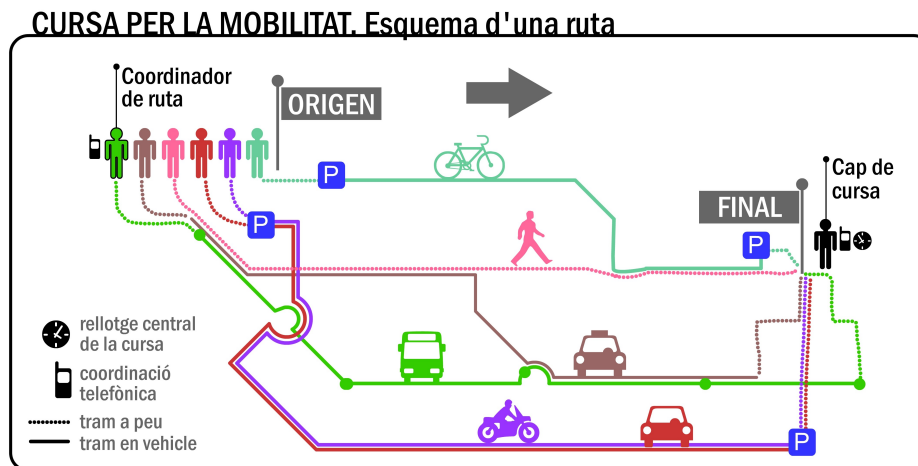 CURSA PER LA MOBILITAT. Esquema d'una ruta
Coordinador
de ruta
ORIGEN
P
Cap de
cursa
FINAL
P
P
rellotge central
de la cursa
coordinació
telefònica
tram a peu
tram en vehicle
P